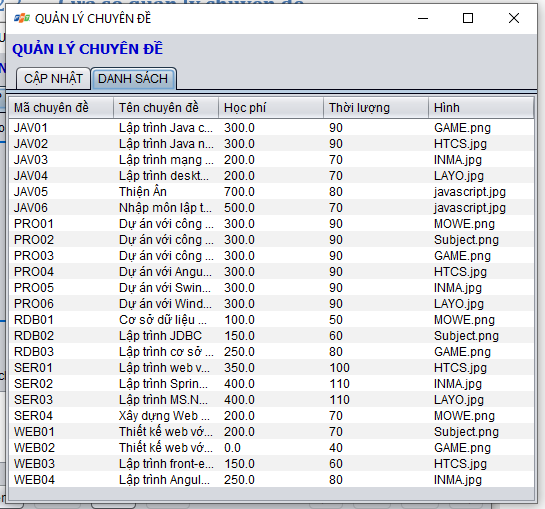 QUẢN LÝ CHUYÊN ĐỀ
QUẢN LÝ CHUYÊN ĐỀ
CẬP NHẬT DANH SÁCH
Mã chuyên đề Tên chuyên đề Học phí Thời lượng Hình
JAV01 Lập trình Java c... 300.0 90 GAME.png
JAV02 Lập trình Java n... 300.0 90 HTCS.jpg
JAV03 Lập trình mạng ... 200.0 70 INMA.jpg
JAV04 Lập trình deskt... 200.0 70 LAYO.jpg
JAV05 Thiện Ân 700.0 80 javascript.jpg
JAV06 Nhập môn lập t... 500.0 70 javascript.jpg
PRO01 Dự án với công ... 300.0 90 MOWE.png
PRO02 Dự án với công ... 300.0 90 Subject.png
PRO03 Dự án với công ... 300.0 90 GAME.png
PRO04 Dự án với Angu... 300.0 90 HTCS.jpg
PRO05 Dự án với Swin... 300.0 90 INMA.jpg
PRO06 Dự án với Wind... 300.0 90 LAYO.jpg
RDB01 Cơ sở dữ liệu ... 100.0 50 MOWE.png
RDB02 Lập trình JDBC 150.0 60 Subject.png
RDB03 Lập trình cơ sở ... 250.0 80 GAME.png
SER01 Lập trình web v... 350.0 100 HTCS.jpg
SER02 Lập trình Sprin... 400.0 110 INMA.jpg
SER03 Lập trình MS.N... 400.0 110 LAYO.jpg
SER04 Xây dựng Web ... 200.0 70 MOWE.png
WEB01 Thiết kế web vớ... 200.0 70 Subject.png
WEB02 Thiết kế web vớ... 0.0 40 GAME.png
WEB03 Lập trình front-e... 150.0 60 HTCS.jpg
WEB04 Lập trình Angul... 250.0 80 INMA.jpg